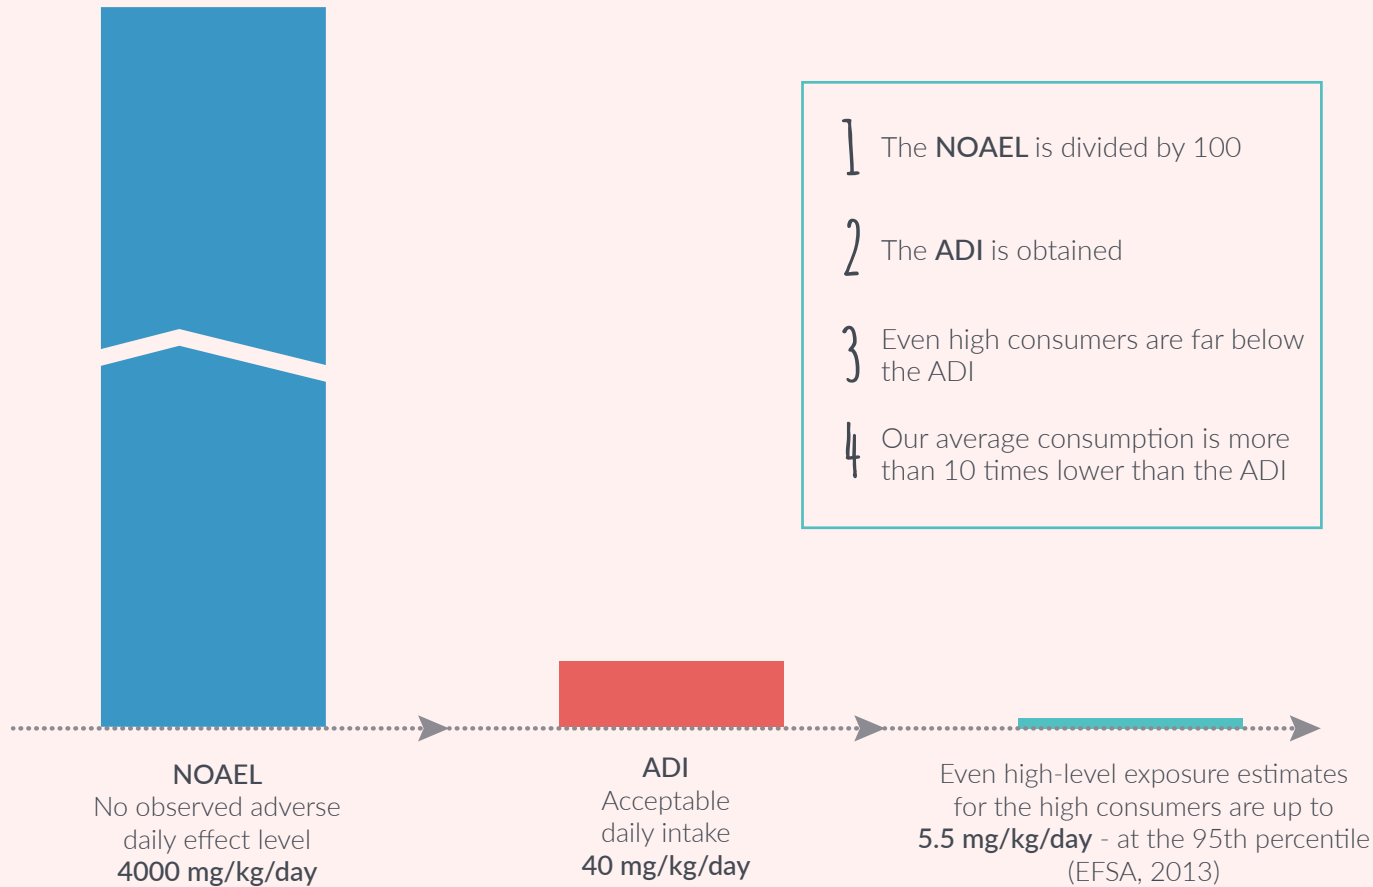 1 The NOAEL is divided by 100
2 The ADI is obtained
3 Even high consumers are far below
the ADI
4 Our average consumption is more
than 10 times lower than the ADI
NOAEL
No observed adverse
daily effect level
4000 mg/kg/day
ADI
Acceptable
daily intake
40 mg/kg/day
Even high-level exposure estimates
for the high consumers are up to
5.5 mg/kg/day - at the 95th percentile
(EFSA, 2013)